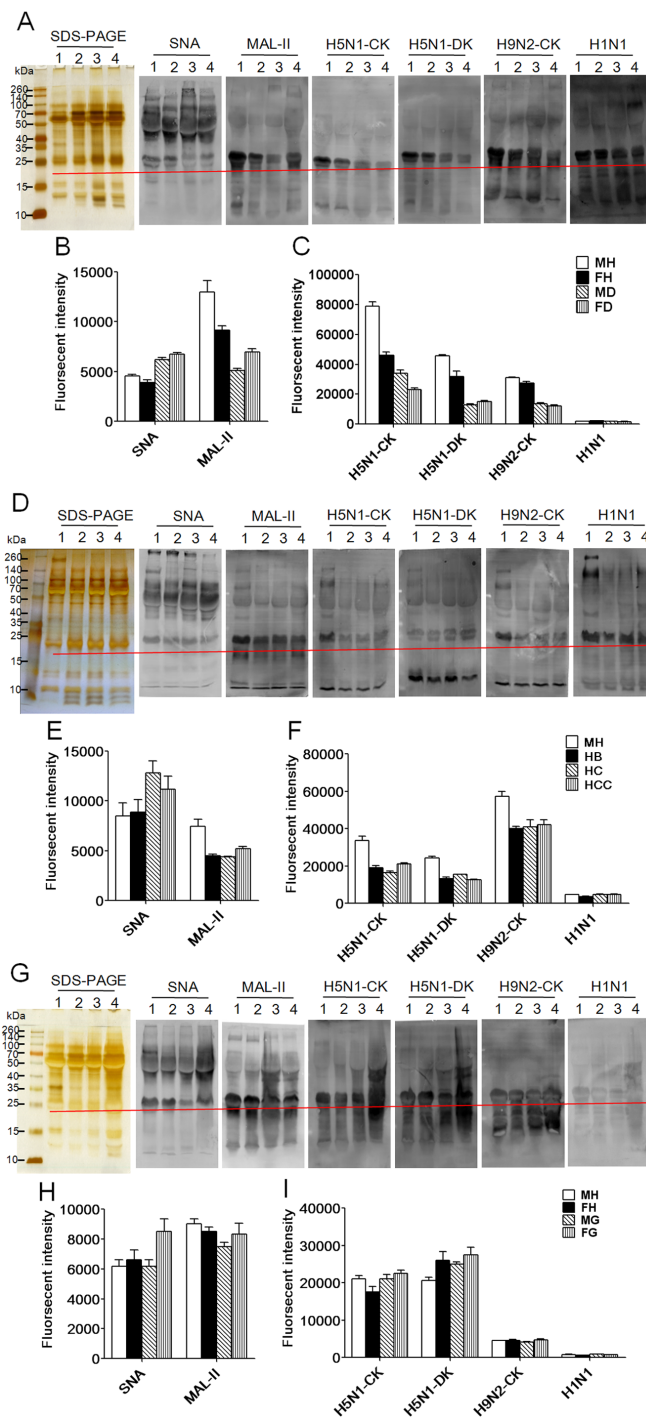 A
SDS-PAGE SNA MAL-II H5N1-CK H5N1-DK H9N2-CK H1N1
1 2 3 4 1 2 3 4 1 2 3 4 1 2 3 4 1 2 3 4 1 2 3 4 1 2 3 4
kDa
260
140
100
70
50
40
35
25
15
10
B
Fluorsecent intensity
15000
10000
5000
0
SNA MAL-II
C
MH
FH
MD
FD
Fluorsecent intensity
100000
80000
60000
40000
20000
0
H5N1-CK H5N1-DK H9N2-CK H1N1
D
SDS-PAGE SNA MAL-II H5N1-CK H5N1-DK H9N2-CK H1N1
1 2 3 4 1 2 3 4 1 2 3 4 1 2 3 4 1 2 3 4 1 2 3 4 1 2 3 4
kDa
260
140
100
70
50
40
25
15
10
E
Fluorsecent intensity
15000
10000
5000
0
SNA MAL-II
F
MH
HB
HC
HCC
Fluorsecent intensity
80000
60000
40000
20000
0
H5N1-CK H5N1-DK H9N2-CK H1N1
G
SDS-PAGE SNA MAL-II H5N1-CK H5N1-DK H9N2-CK H1N1
1 2 3 4 1 2 3 4 1 2 3 4 1 2 3 4 1 2 3 4 1 2 3 4 1 2 3 4
kDa
260
140
100
70
50
40
35
25
15
10
H
Fluorsecent intensity
10000
8000
6000
4000
2000
0
SNA MAL-II
I
MH
FH
MG
FG
Fluorsecent intensity
40000
30000
20000
10000
0
H5N1-CK H5N1-DK H9N2-CK H1N1